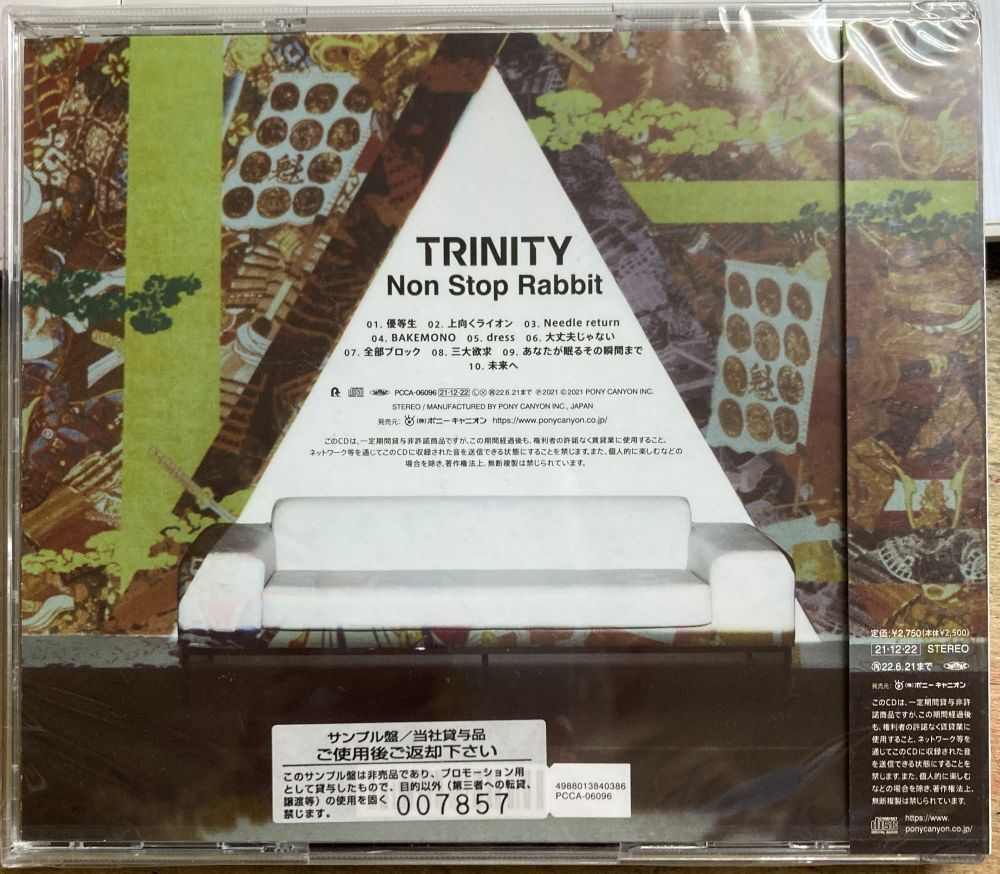 TRINITY
Non Stop Rabbit
01. 優等生 02. 上向くライオン 03. Needle return
04. BAKEMONO 05. dress 06. 大丈夫じゃない
07. 全部ブロック 08. 三大欲求 09. あなたが眠るその瞬間まで
10. 未来へ
PCCA-06096 21・12・22 Ⓛ Ⓧ 22.6.21まで ℗2021 ©2021 PONY CANYON INC.
STEREO / MANUFACTURED BY PONY CANYON INC., JAPAN
発売元: (株)ポニーキャニオン https://www.ponycanyon.co.jp/
このCDは、一定期間貸与非許諾商品ですが、この期間経過後も、権利者の許諾なく賃貸業に使用すること、
ネットワーク等を通じてこのCDに収録された音を送信できる状態にすることを禁じます。また、個人的に楽しむなどの
場合を除き、著作権法上、無断複製は禁じられています。
魁
魁
定価:¥2,750(本体¥2,500)
21・12・22 STEREO
22.6.21まで
発売元: (株)ポニーキャニオン
このCDは、一定期間貸与非許
諾商品ですが、この期間経過後
も、権利者の許諾なく賃貸業に
使用すること、ネットワーク等を
通じてこのCDに収録された音
を送信できる状態にすることを
禁じます。また、個人的に楽しむ
などの場合を除き、著作権法上、
無断複製は禁じられています。
https://www.
ponycanyon.co.jp/
サンプル盤/当社貸与品
ご使用後ご返却下さい
このサンプル盤は非売品であり、プロモーション用
として貸与したもので、目的以外(第三者への転貸、
譲渡等)の使用を固く
禁じます。
007857
4988013840386
PCCA-06096